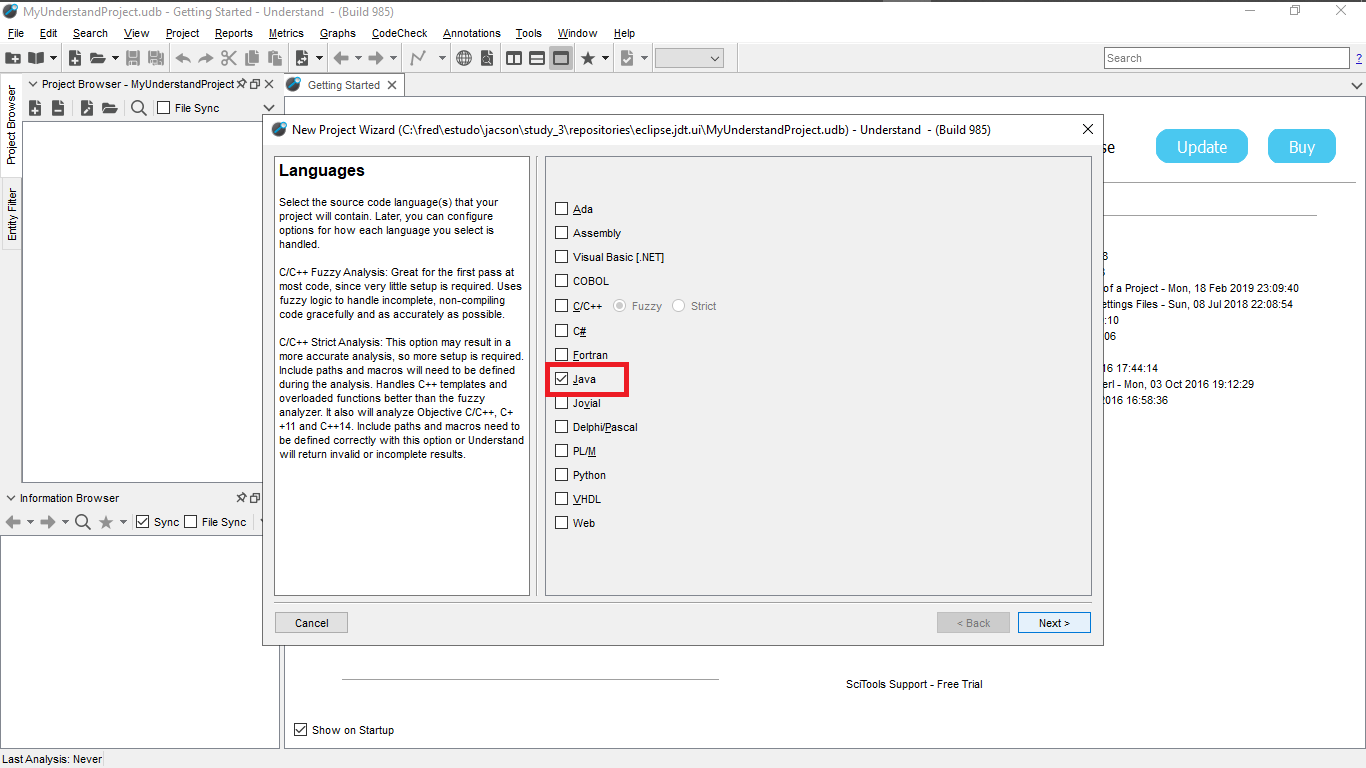 MyUnderstandProject.udb - Getting Started - Understand - (Build 985)
File Edit Search View Project Reports Metrics Graphs CodeCheck Annotations Tools Window Help
Search
?
Project Browser
Entity Filter
Project Browser - MyUnderstandProject
File Sync
Getting Started
New Project Wizard (C:\fred\estudo\jacson\study_3\repositories\eclipse.jdt.ui\MyUnderstandProject.udb) - Understand - (Build 985)
Languages
Select the source code language(s) that your
project will contain. Later, you can configure
options for how each language you select is
handled.
C/C++ Fuzzy Analysis: Great for the first pass at
most code, since very little setup is required. Uses
fuzzy logic to handle incomplete, non-compiling
code gracefully and as accurately as possible.
C/C++ Strict Analysis: This option may result in a
more accurate analysis, so more setup is required.
Include paths and macros will need to be defined
during the analysis. Handles C++ templates and
overloaded functions better than the fuzzy
analyzer. It also will analyze Objective C/C++, C+
+11 and C++14. Include paths and macros need to
be defined correctly with this option or Understand
will return invalid or incomplete results.
Ada
Assembly
Visual Basic [.NET]
COBOL
C/C++ Fuzzy Strict
C#
Fortran
Java
Jovial
Delphi/Pascal
PL/M
Python
VHDL
Web
Cancel
< Back
Next >
se
Update
Buy
8
of a Project - Mon, 18 Feb 2019 23:09:40
ettings Files - Sun, 08 Jul 2018 22:08:54
:10
06
16 17:44:14
erl - Mon, 03 Oct 2016 19:12:29
2016 16:58:36
Information Browser
Sync File Sync
SciTools Support - Free Trial
Show on Startup
Last Analysis: Never